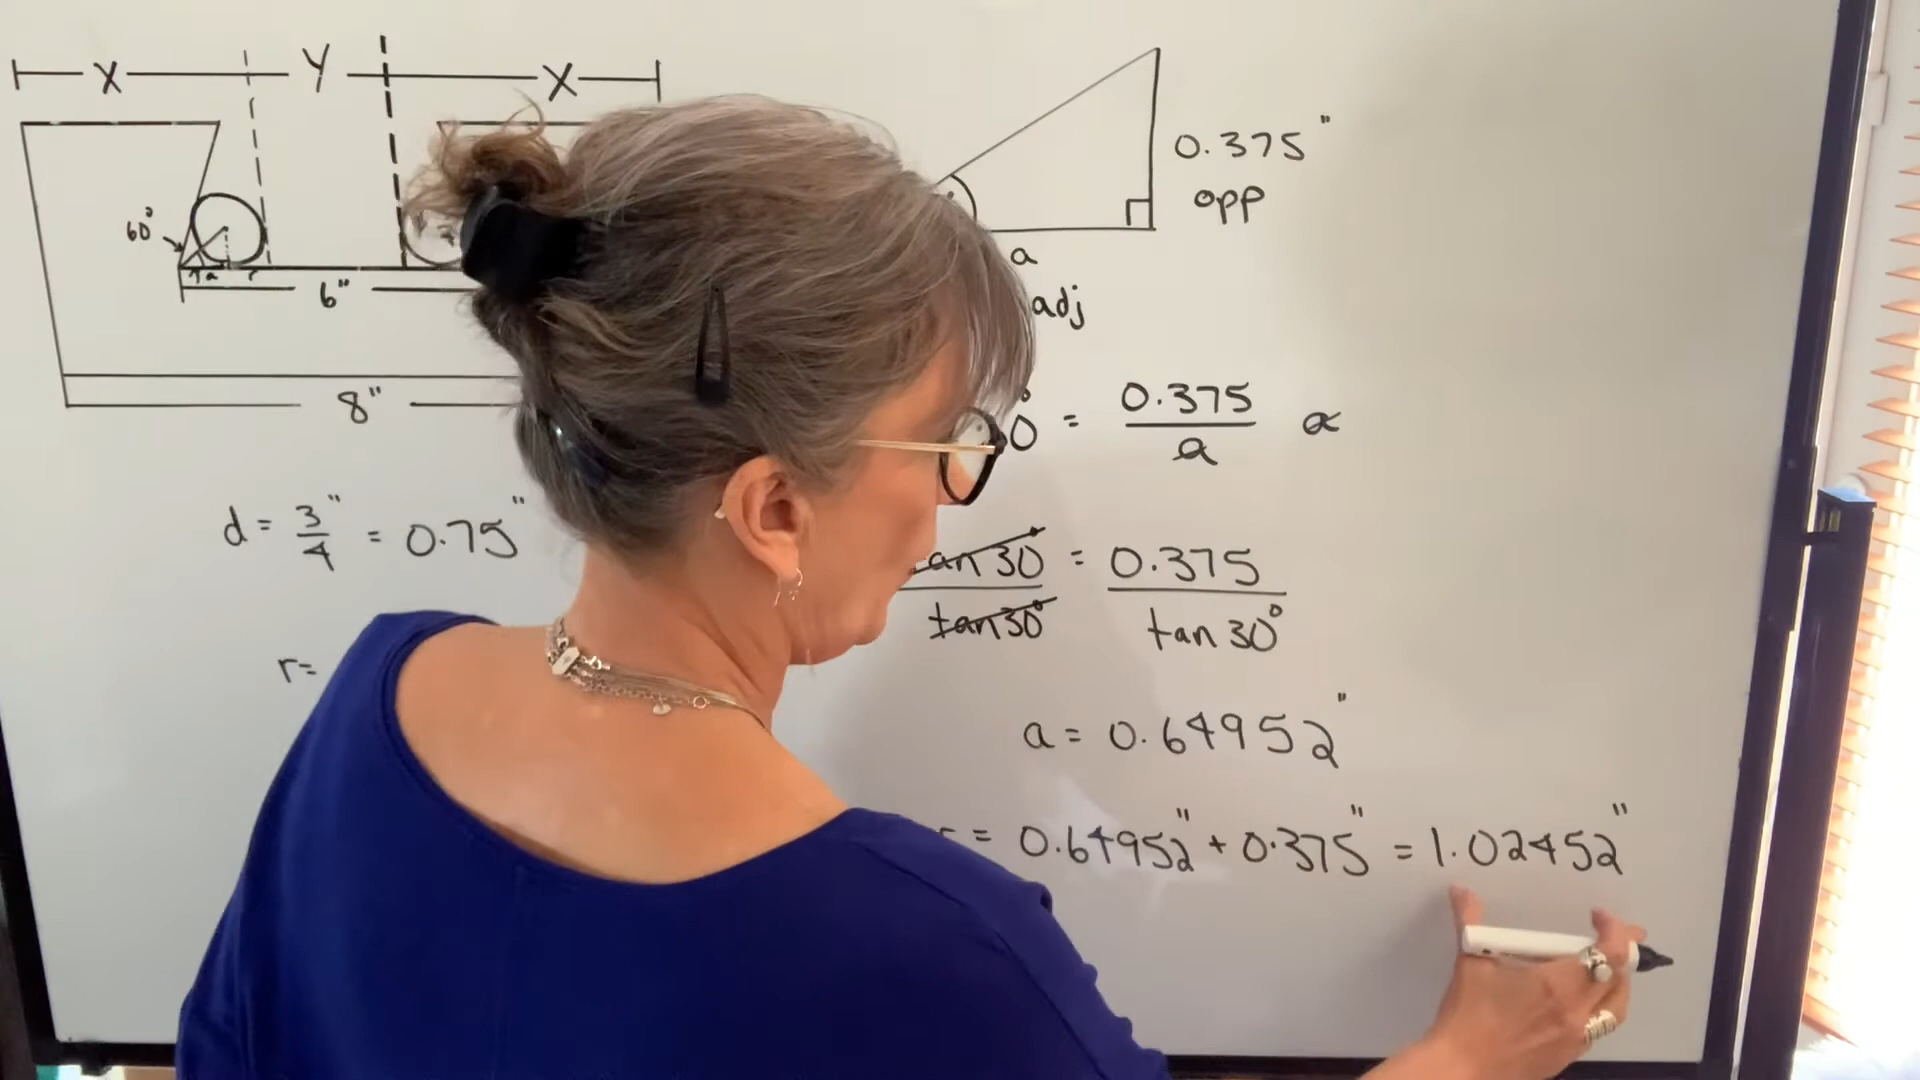 X Y X
60°
a r
6"
8"
d = 3/4" = 0.75"
r=
0.375"
opp
a
adj
0° = 0.375/a
an 30/tan 30° = 0.375/tan 30°
a = 0.64952"
= 0.64952" + 0.375" = 1.02452"